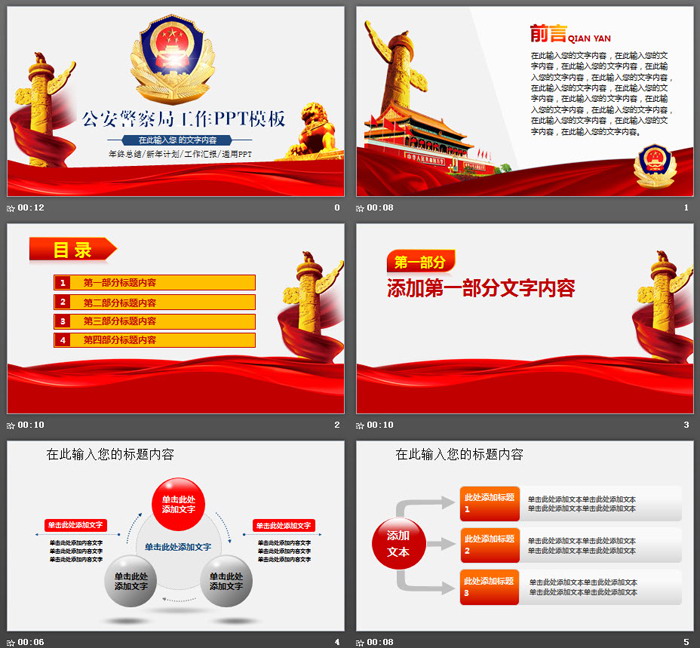 公安警察局工作PPT模板
在此输入您 的文字内容
年终总结/新年计划/工作汇报/通用PPT
00:12
0
前言QIAN YAN
在此输入您的文字内容，在此输入您的文
字内容，在此输入您的文字内容，在此输
入您的文字内容，在此输入您的文字内容，
在此输入您的文字内容，在此输入您的文
字内容，在此输入您的文字内容，在此输
入您的文字内容，在此输入您的文字内容，
在此输入您的文字内容，在此输入您的文
字内容，在此输入您的文字内容。
00:08
1
目录
1 第一部分标题内容
2 第二部分标题内容
3 第三部分标题内容
4 第四部分标题内容
00:10
2
第一部分
添加第一部分文字内容
00:10
3
在此输入您的标题内容
单击此处
添加文字
单击此处添加文字
单击此处添加内容文字
单击此处添加内容文字
单击此处添加内容文字
单击此处添加文字
单击此处添加文字
单击此处添加内容文字
单击此处添加内容文字
单击此处添加内容文字
单击此处
添加文字
单击此处
添加文字
00:06
4
在此输入您的标题内容
添加
文本
此处添加标题
1
单击此处添加文本单击此处添加文本
单击此处添加文本单击此处添加文本
此处添加标题
2
单击此处添加文本单击此处添加文本
单击此处添加文本单击此处添加文本
此处添加标题
3
单击此处添加文本单击此处添加文本
单击此处添加文本单击此处添加文本
00:08
5